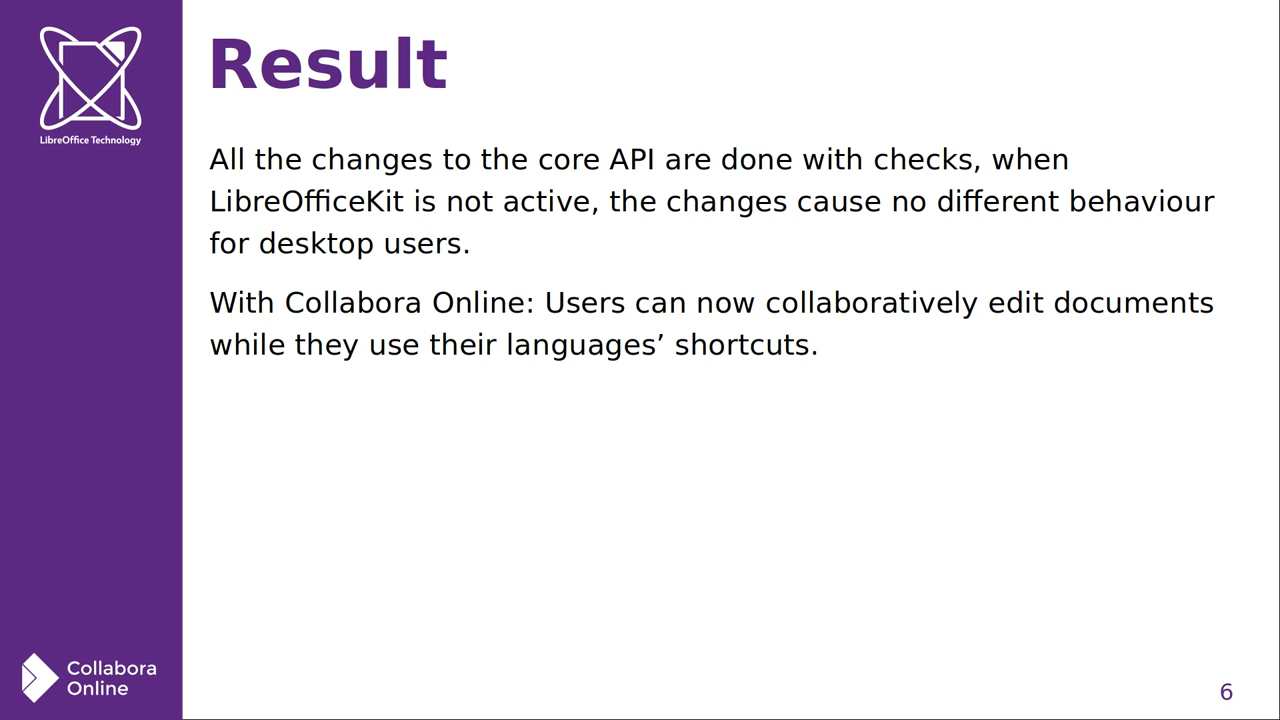 LibreOffice Technology
Result
All the changes to the core API are done with checks, when
LibreOfficeKit is not active, the changes cause no different behaviour
for desktop users.
With Collabora Online: Users can now collaboratively edit documents
while they use their languages’ shortcuts.
Collabora
Online
6